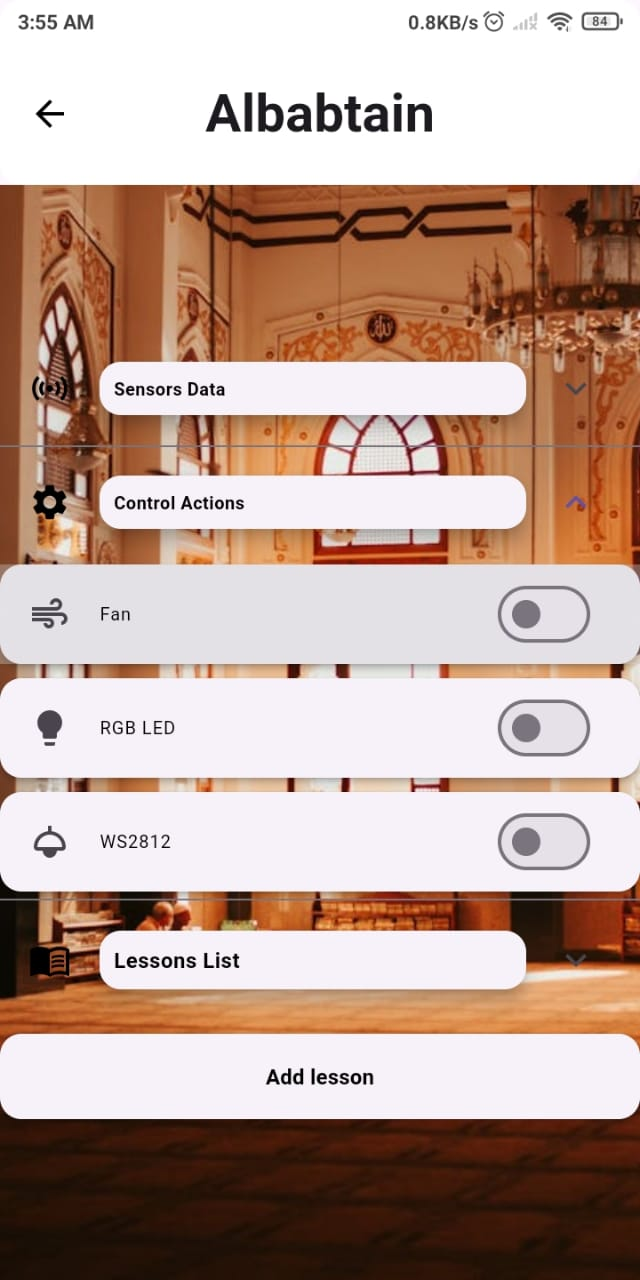 3:55 AM
0.8KB/s
84
Albabtain
Sensors Data
Control Actions
Fan
RGB LED
WS2812
Lessons List
Add lesson